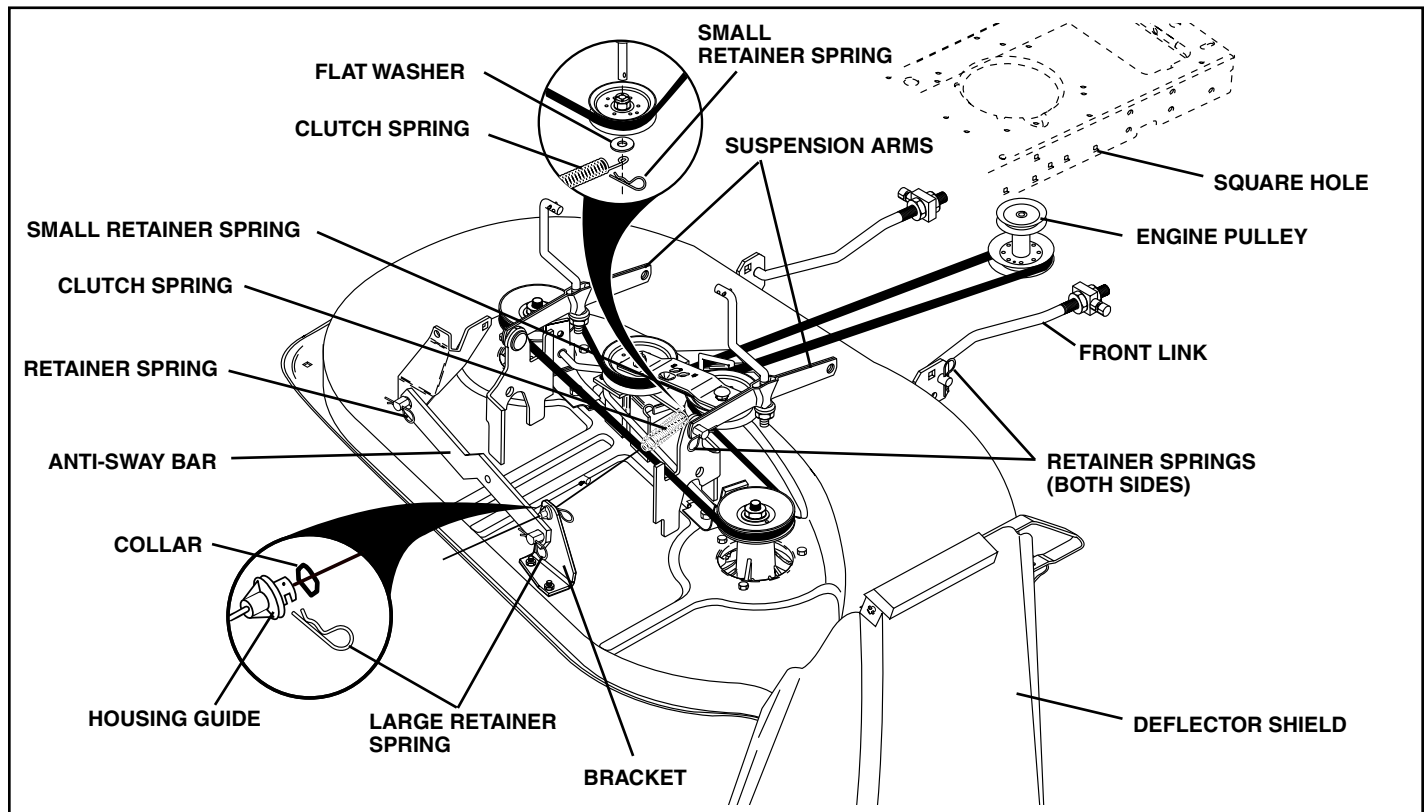 SMALL
RETAINER SPRING
FLAT WASHER
CLUTCH SPRING
SUSPENSION ARMS
SQUARE HOLE
SMALL RETAINER SPRING
ENGINE PULLEY
CLUTCH SPRING
FRONT LINK
RETAINER SPRING
ANTI-SWAY BAR
RETAINER SPRINGS
(BOTH SIDES)
COLLAR
HOUSING GUIDE
LARGE RETAINER
SPRING
DEFLECTOR SHIELD
BRACKET